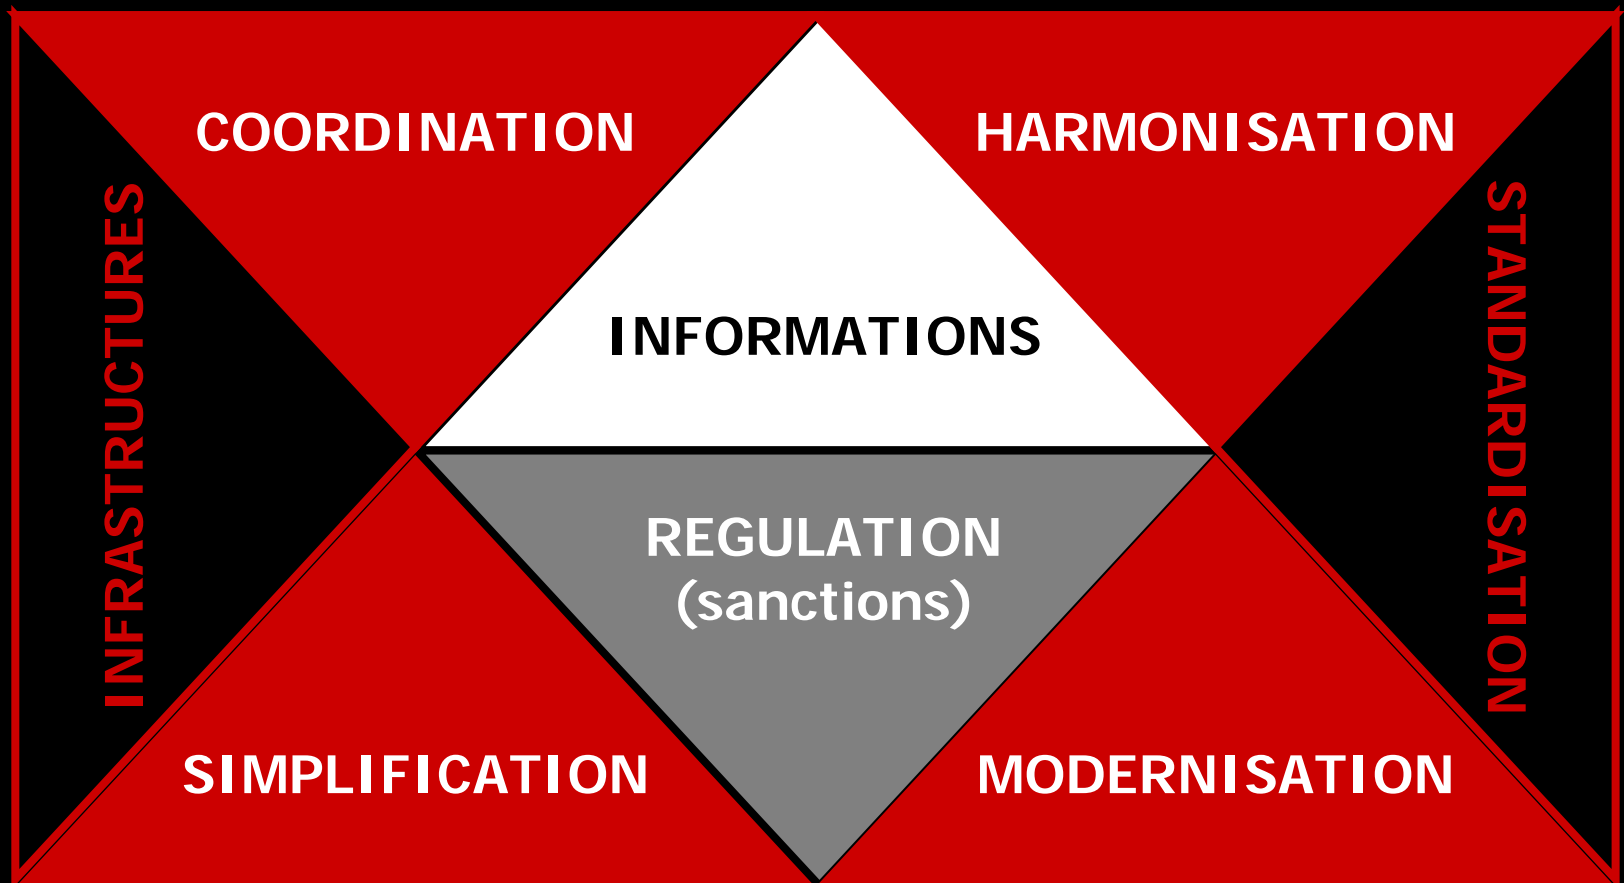 COORDINATION
HARMONISATION
INFRASTRUCTURES
STANDARDISATION
INFORMATIONS
REGULATION
(sanctions)
SIMPLIFICATION
MODERNISATION